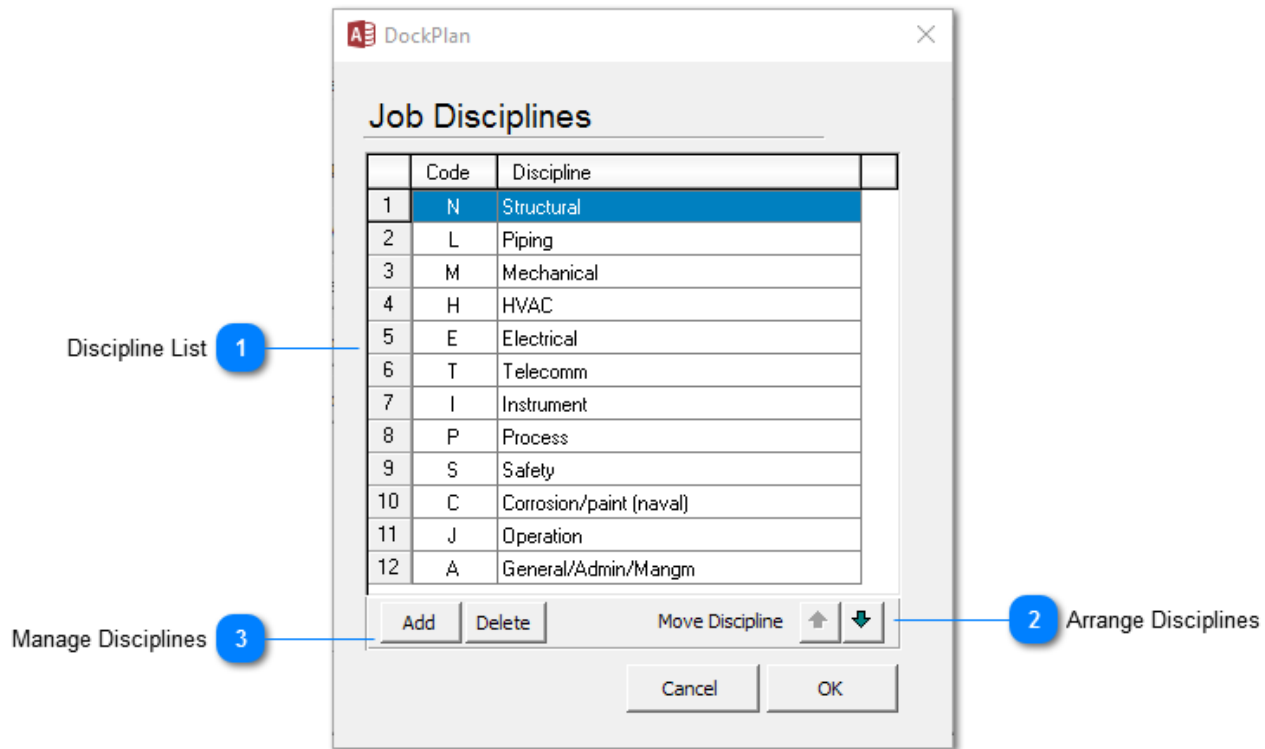 DockPlan
Job Disciplines
Code Discipline
1 N Structural
2 L Piping
3 M Mechanical
4 H HVAC
5 E Electrical
6 T Telecomm
7 I Instrument
8 P Process
9 S Safety
10 C Corrosion/paint (naval)
11 J Operation
12 A General/Admin/Mangm
Discipline List 1
Add Delete Move Discipline
2 Arrange Disciplines
Manage Disciplines 3
Cancel OK